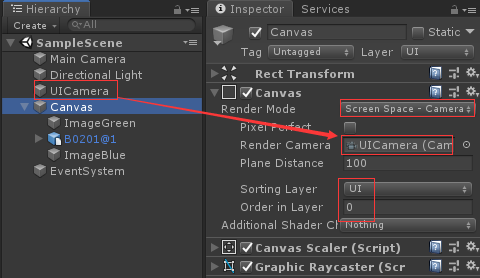 Hierarchy
Create
All
SampleScene
Main Camera
Directional Light
UICamera
Canvas
ImageGreen
B0201@1
ImageBlue
EventSystem
Inspector Services
Canvas Static
Tag Untagged Layer UI
Rect Transform
Canvas
Render Mode Screen Space - Camera
Pixel Perfect
Render Camera UICamera (Cam
Plane Distance 100
Sorting Layer UI
Order in Layer 0
Additional Shader Ch Nothing
Canvas Scaler (Script)
Graphic Raycaster (Scr